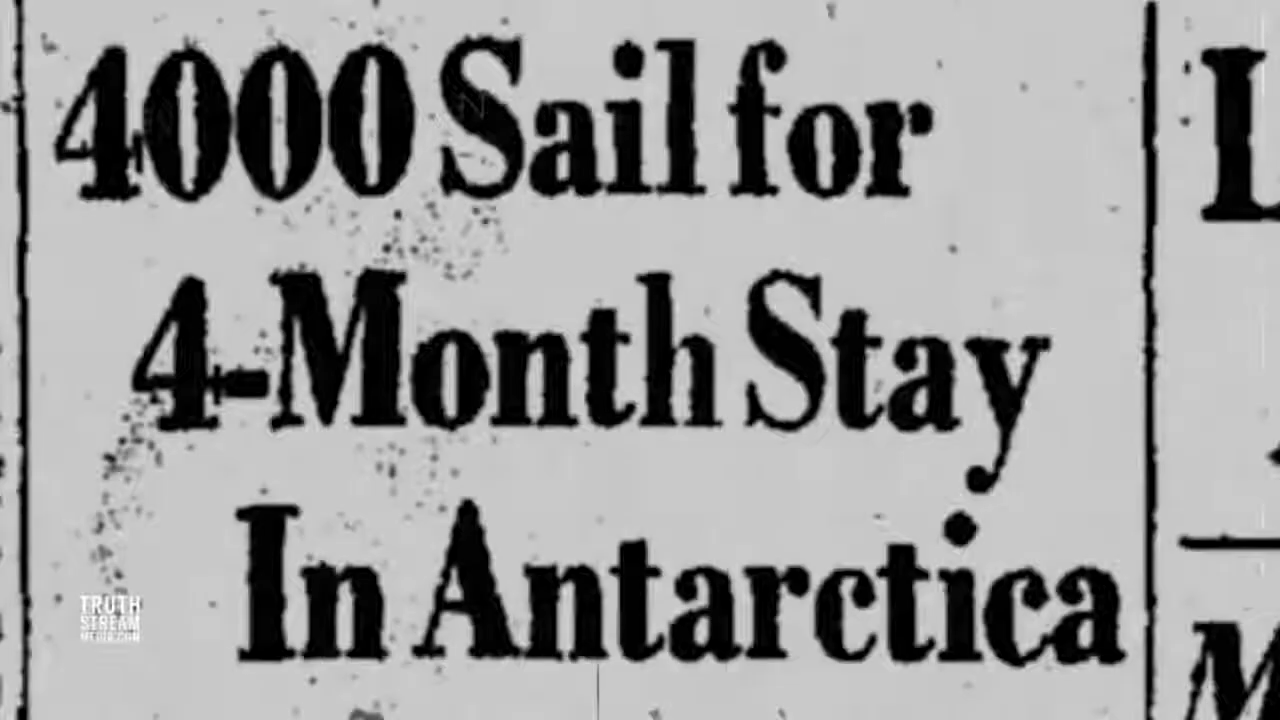 4000 Sail for
4-Month Stay
In Antarctica
TRUTH
STREAM
MEDIA.COM